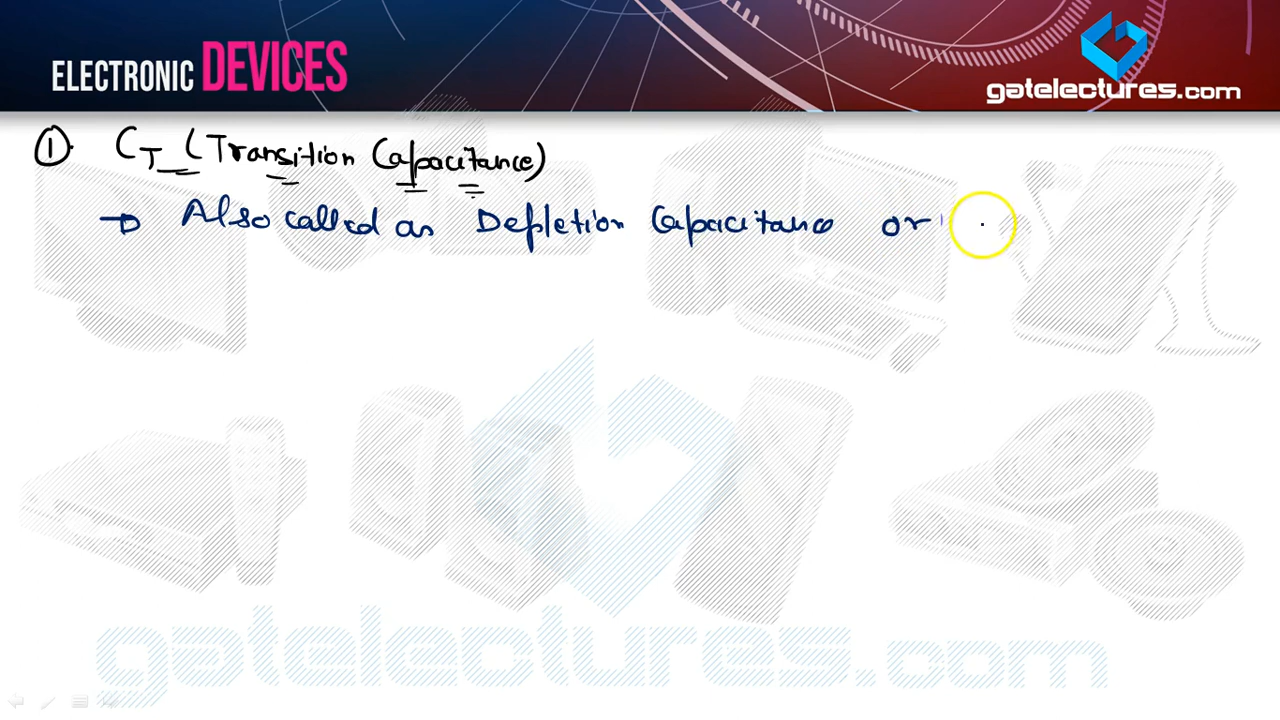 ELECTRONIC DEVICES
gatelectures.com
1. CT (Transition Capacitance)
→ Also called as Depletion Capacitance or
gatelectures.com